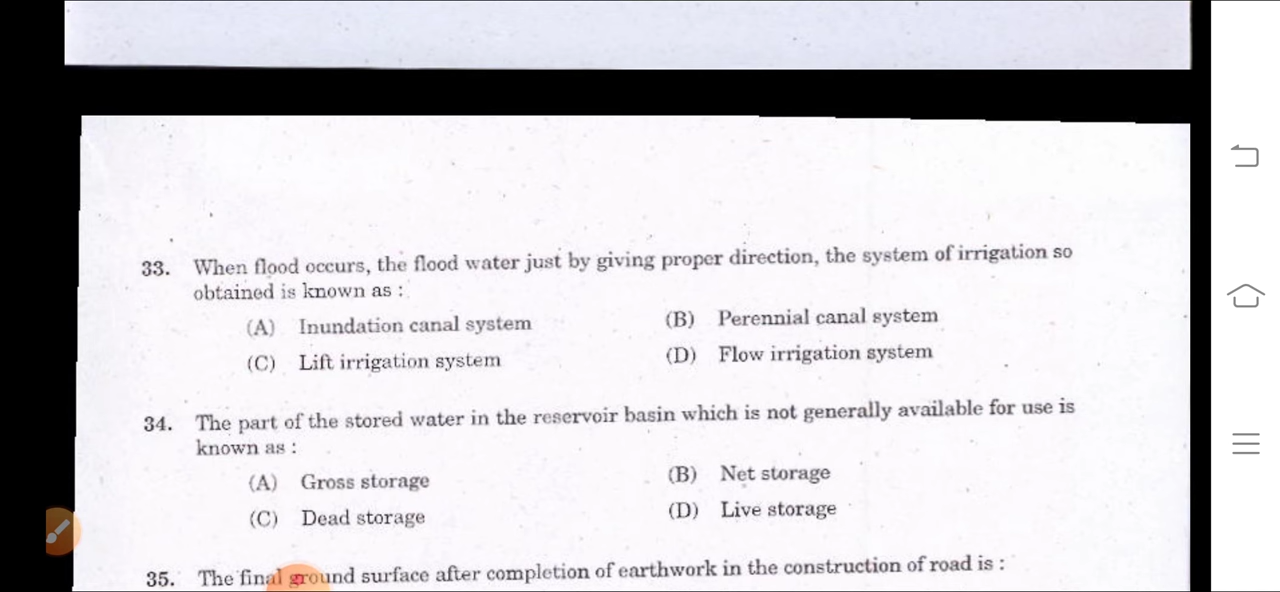 33. When flood occurs, the flood water just by giving proper direction, the system of irrigation so
obtained is known as :
(A) Inundation canal system (B) Perennial canal system
(C) Lift irrigation system (D) Flow irrigation system
34. The part of the stored water in the reservoir basin which is not generally available for use is
known as :
(A) Gross storage (B) Net storage
(C) Dead storage (D) Live storage
35. The final ground surface after completion of earthwork in the construction of road is :